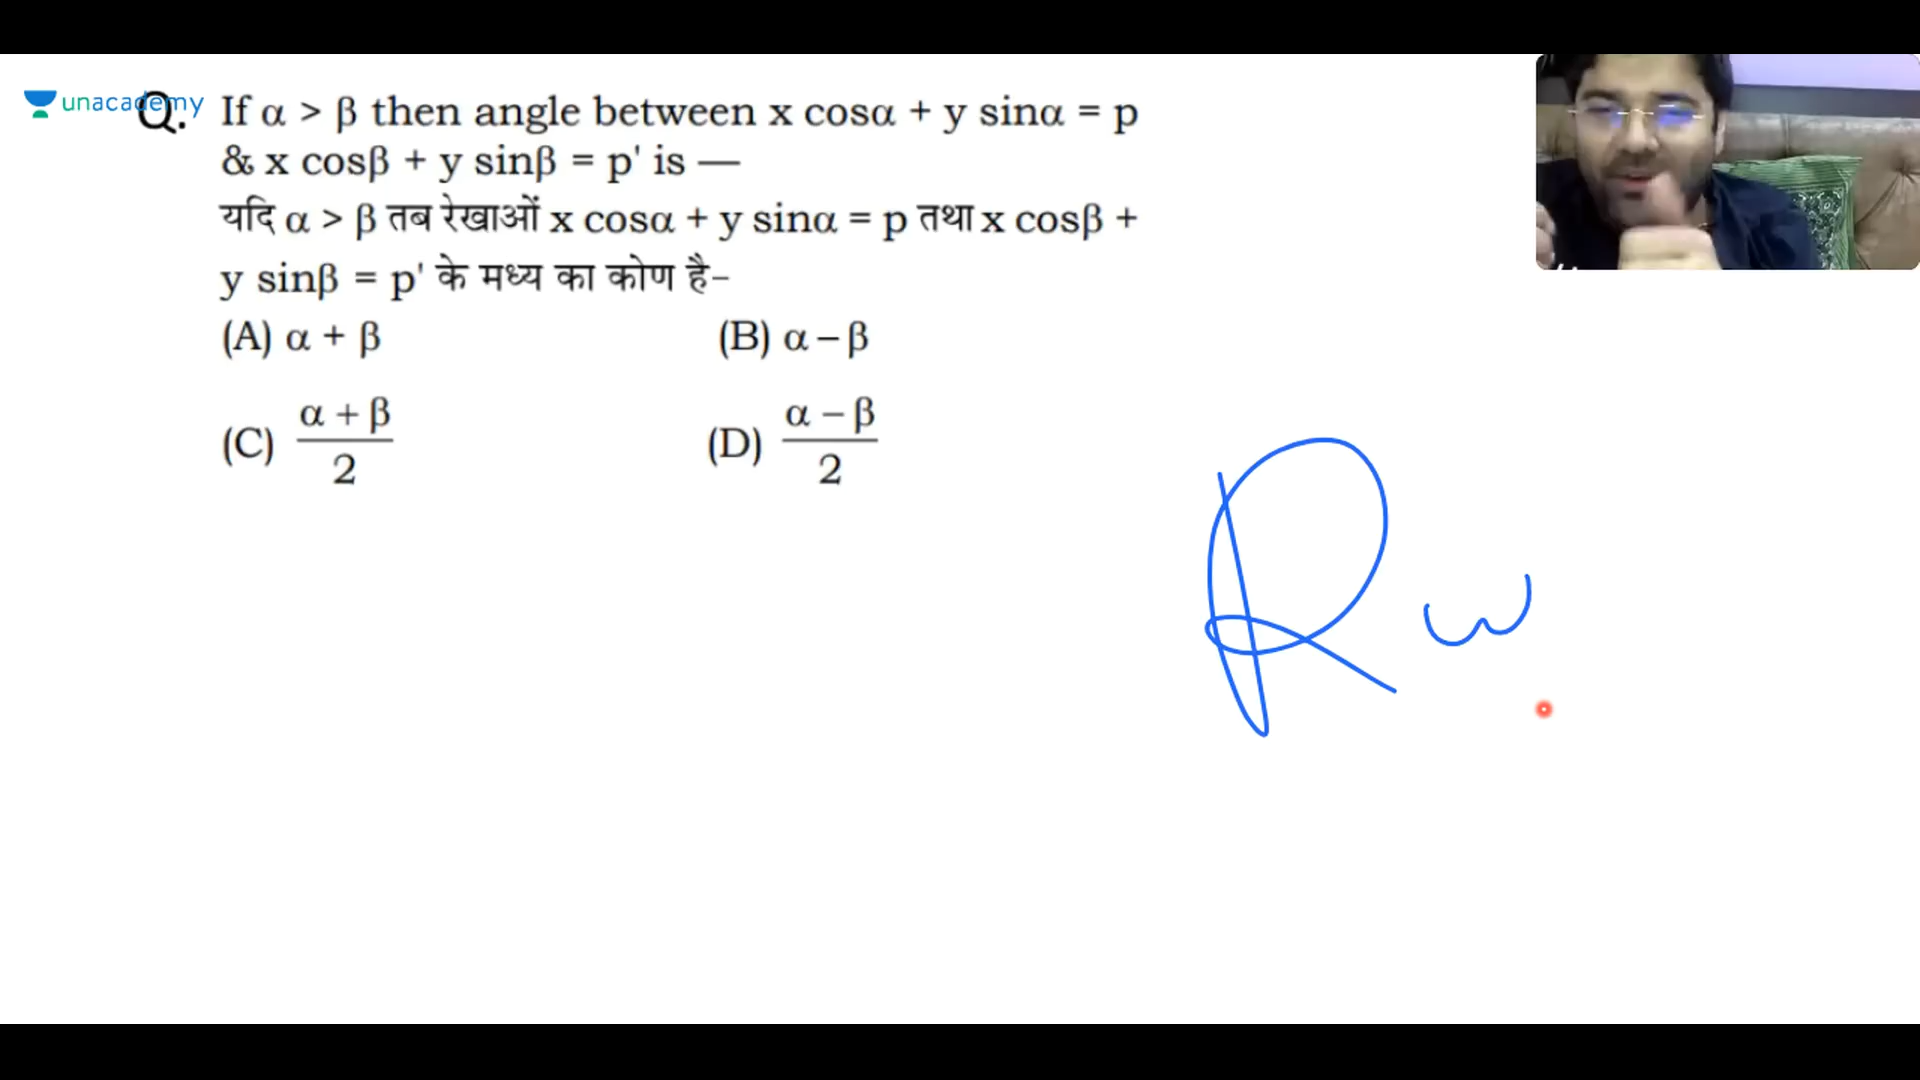 unacademy
Q. If α > β then angle between x cosα + y sinα = p
& x cosβ + y sinβ = p' is —
यदि α > β तब रेखाओं x cosα + y sinα = p तथा x cosβ +
y sinβ = p' के मध्य का कोण है–
(A) α + β (B) α – β
(C) α + β / 2 (D) α – β / 2
R w